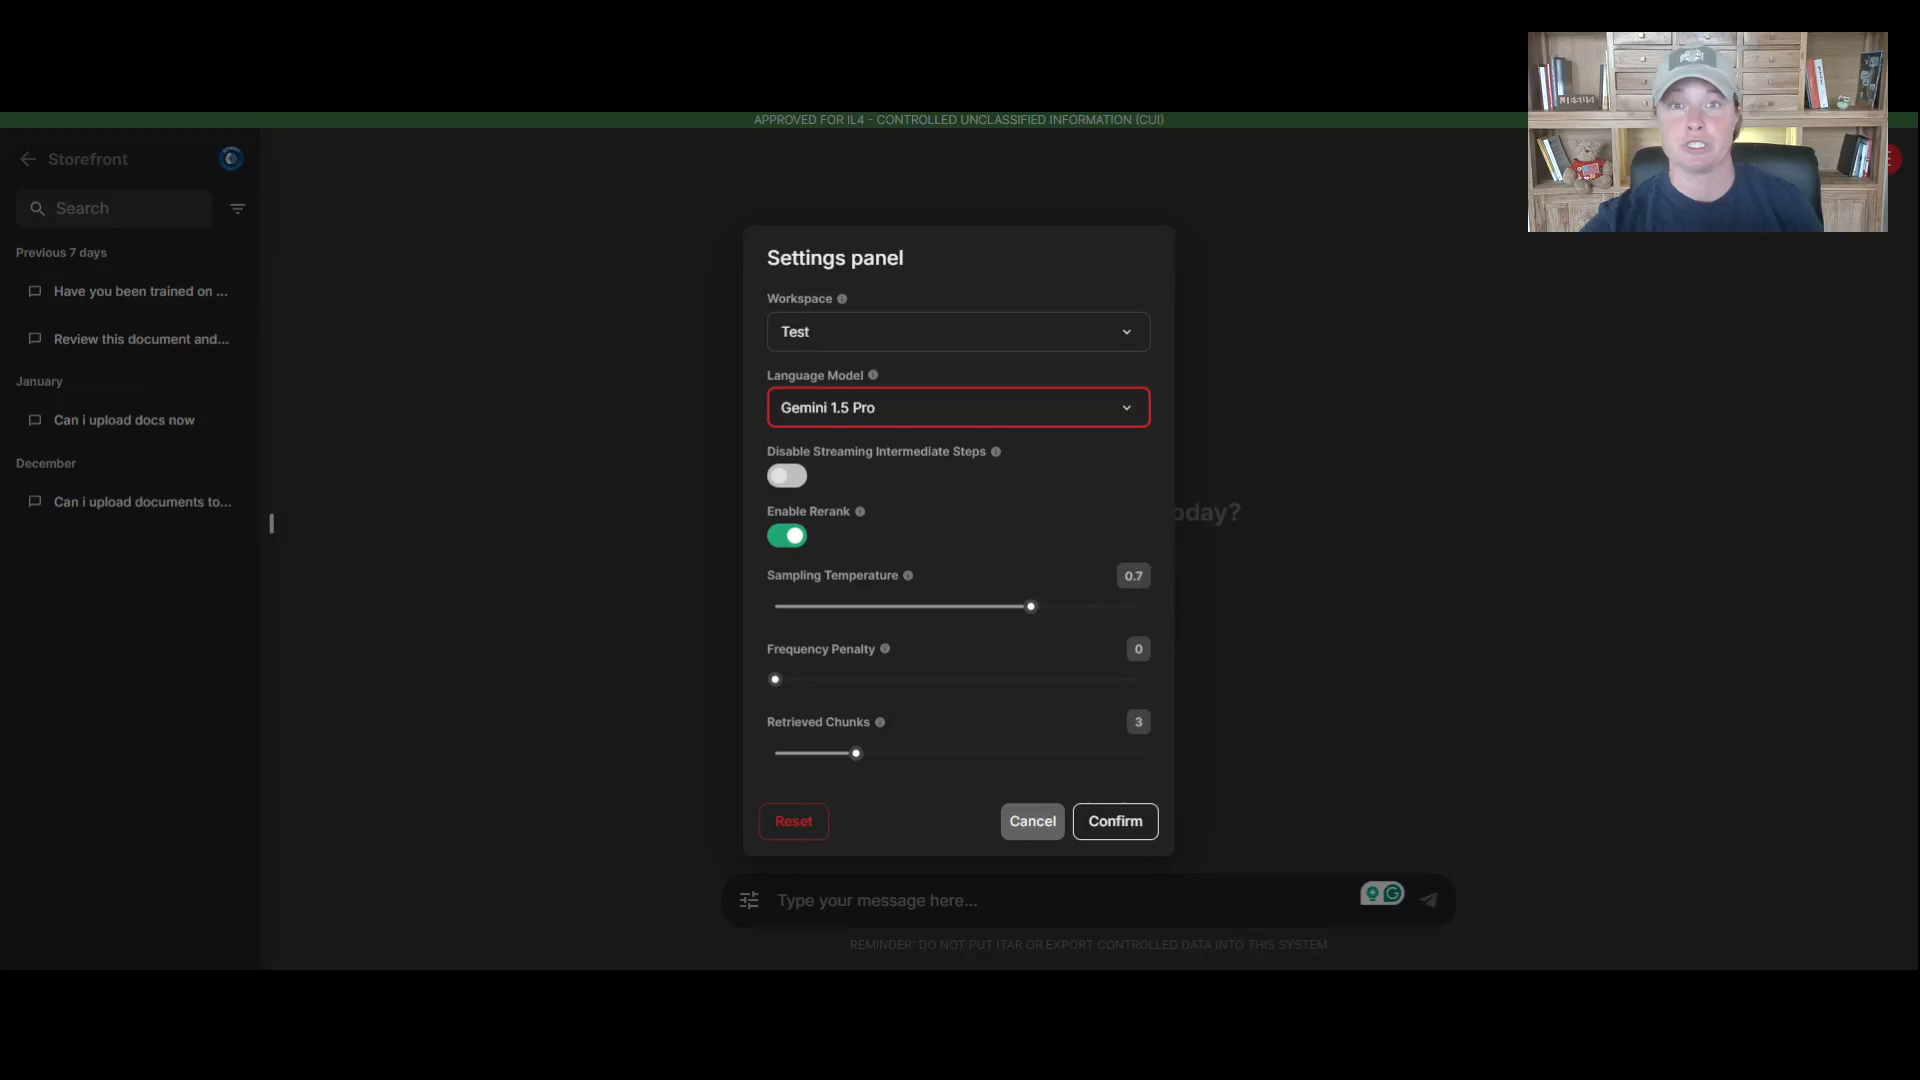 APPROVED FOR IL4 - CONTROLLED UNCLASSIFIED INFORMATION (CUI)
Storefront
Search
Previous 7 days
Have you been trained on ...
Review this document and...
January
Can i upload docs now
December
Can i upload documents to...
Settings panel
Workspace
Test
Language Model
Gemini 1.5 Pro
Disable Streaming Intermediate Steps
Enable Rerank
Sampling Temperature
0.7
Frequency Penalty
0
Retrieved Chunks
3
Reset
Cancel
Confirm
oday?
Type your message here...
REMINDER: DO NOT PUT ITAR OR EXPORT CONTROLLED DATA INTO THIS SYSTEM
JESUS